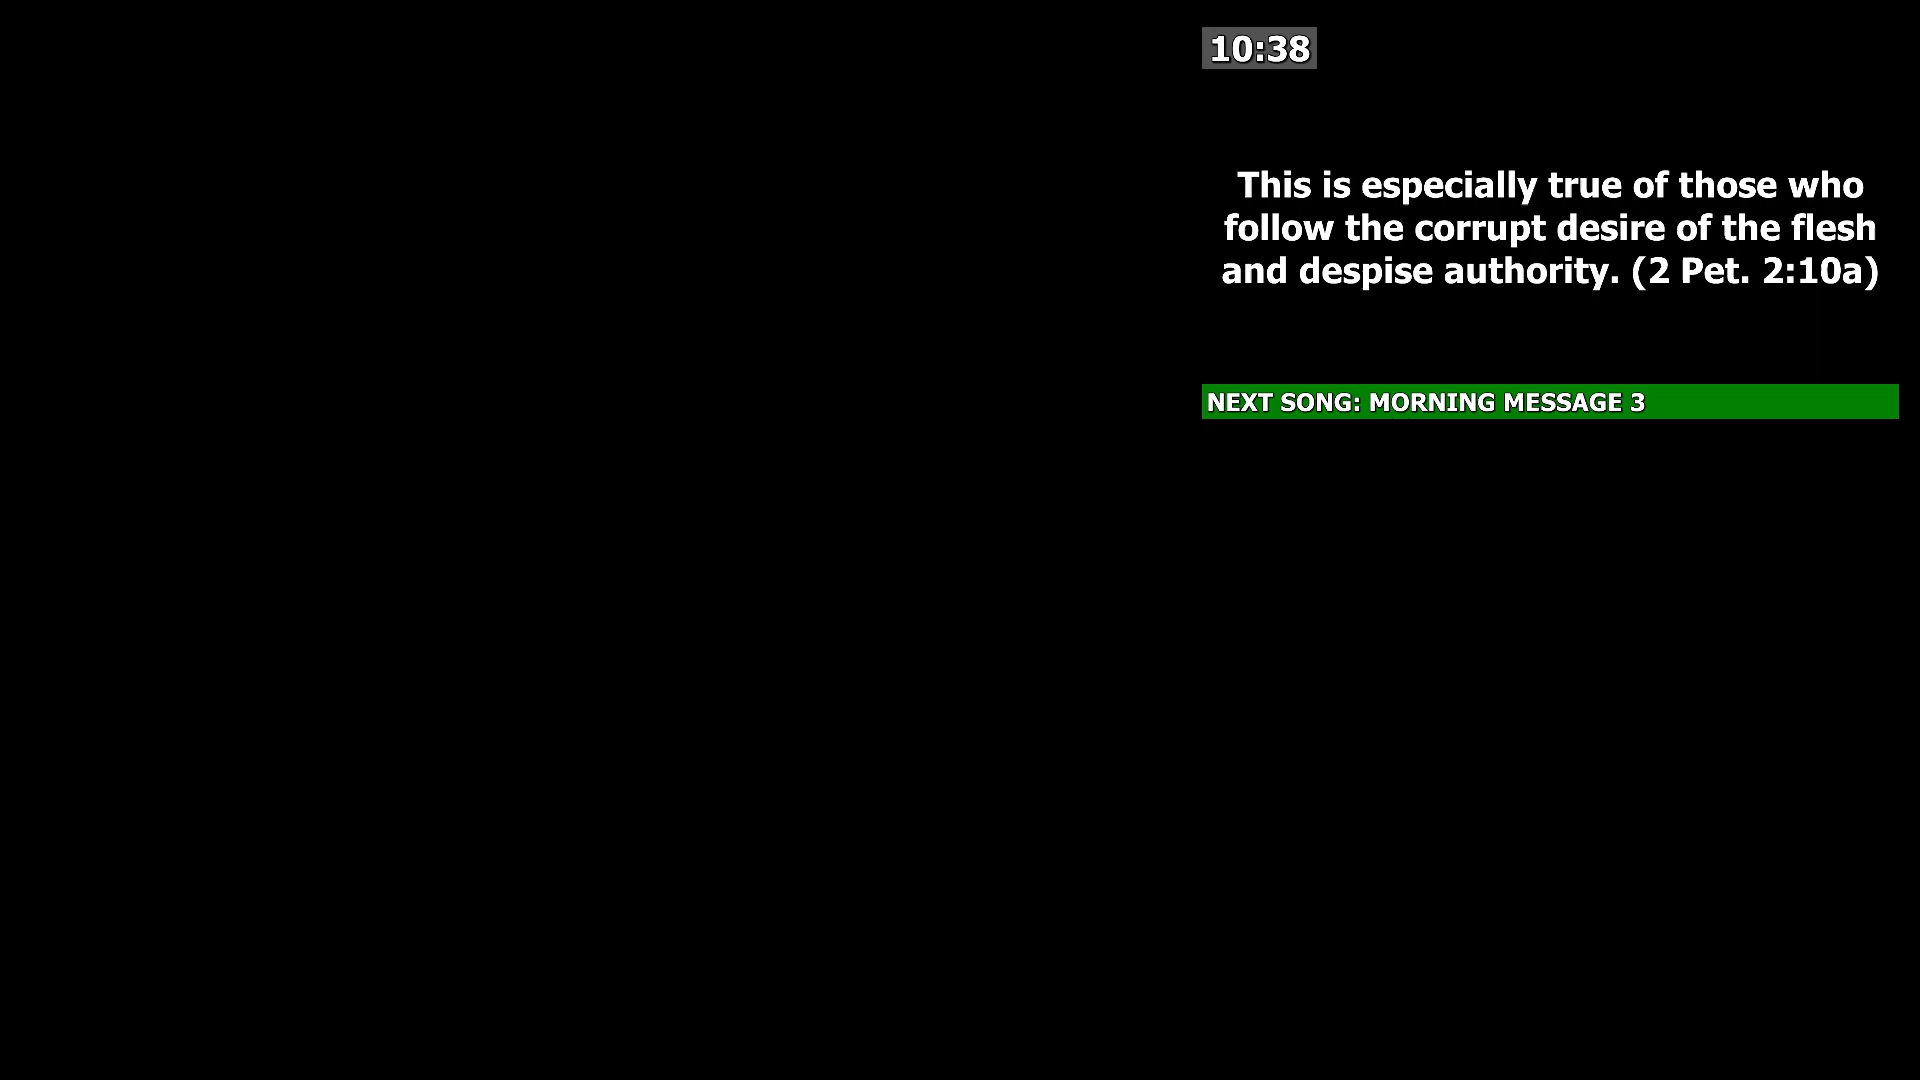 10:38
This is especially true of those who
follow the corrupt desire of the flesh
and despise authority. (2 Pet. 2:10a)
NEXT SONG: MORNING MESSAGE 3